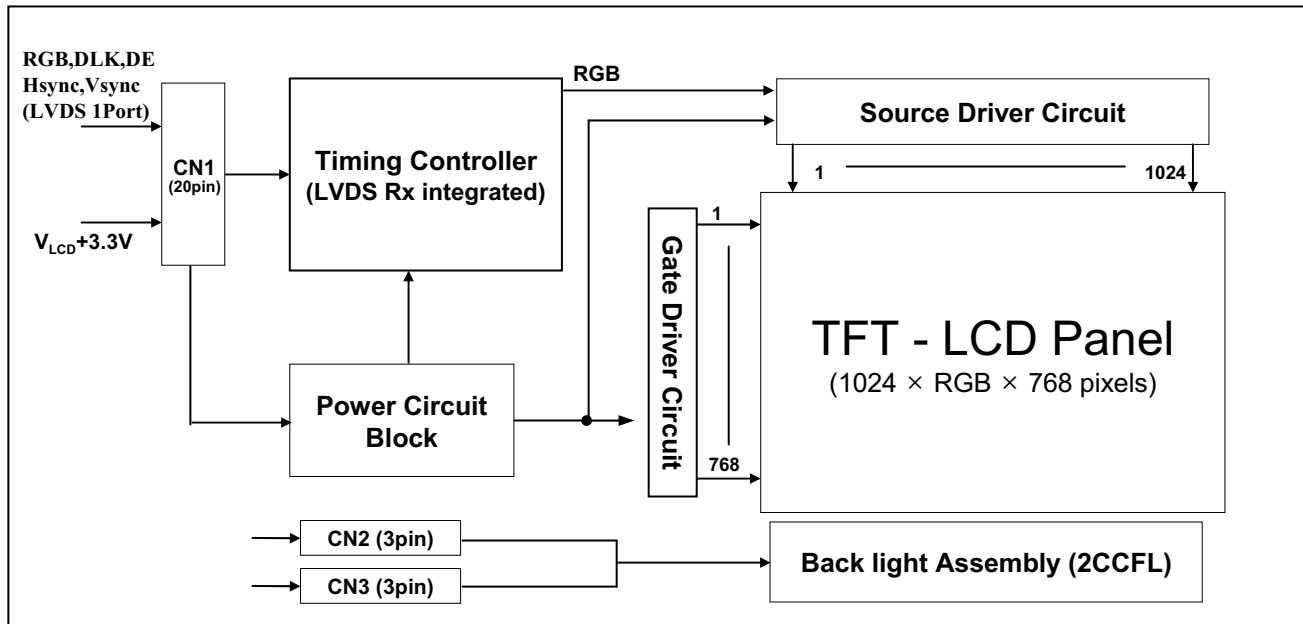 RGB,DLK,DE
Hsync,Vsync
(LVDS 1Port)
CN1
(20pin)
V_LCD+3.3V
Timing Controller
(LVDS Rx integrated)
RGB
Source Driver Circuit
1
1024
Gate Driver Circuit
1
768
TFT - LCD Panel
(1024 × RGB × 768 pixels)
Power Circuit
Block
CN2 (3pin)
CN3 (3pin)
Back light Assembly (2CCFL)